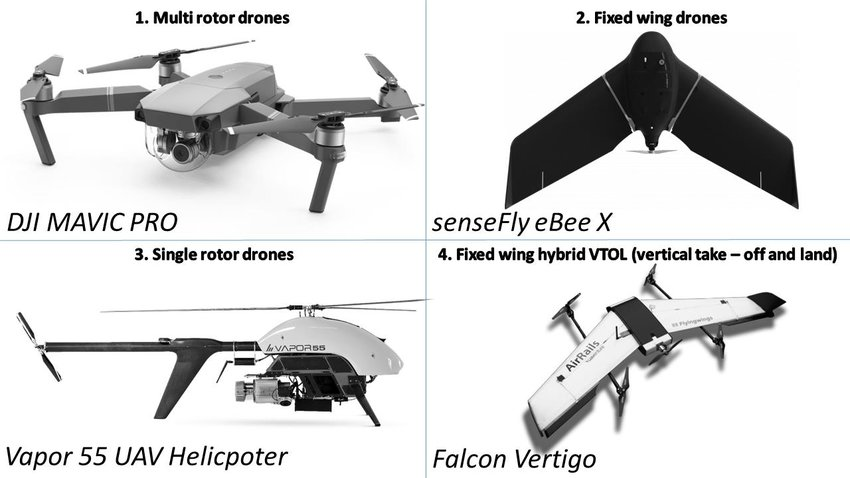 1. Multi rotor drones
2. Fixed wing drones
DJI MAVIC PRO
senseFly eBee X
3. Single rotor drones
4. Fixed wing hybrid VTOL (vertical take – off and land)
VAPOR55
AirRails
Flyingwings
Vapor 55 UAV Helicpoter
Falcon Vertigo